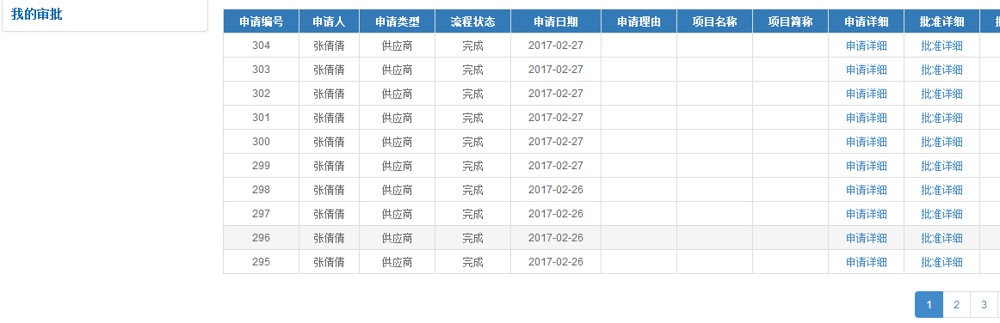 我的审批
申请编号 申请人 申请类型 流程状态 申请日期 申请理由 项目名称 项目简称 申请详细 批准详细
304 张倩倩 供应商 完成 2017-02-27 申请详细 批准详细
303 张倩倩 供应商 完成 2017-02-27 申请详细 批准详细
302 张倩倩 供应商 完成 2017-02-27 申请详细 批准详细
301 张倩倩 供应商 完成 2017-02-27 申请详细 批准详细
300 张倩倩 供应商 完成 2017-02-27 申请详细 批准详细
299 张倩倩 供应商 完成 2017-02-27 申请详细 批准详细
298 张倩倩 供应商 完成 2017-02-26 申请详细 批准详细
297 张倩倩 供应商 完成 2017-02-26 申请详细 批准详细
296 张倩倩 供应商 完成 2017-02-26 申请详细 批准详细
295 张倩倩 供应商 完成 2017-02-26 申请详细 批准详细
1 2 3